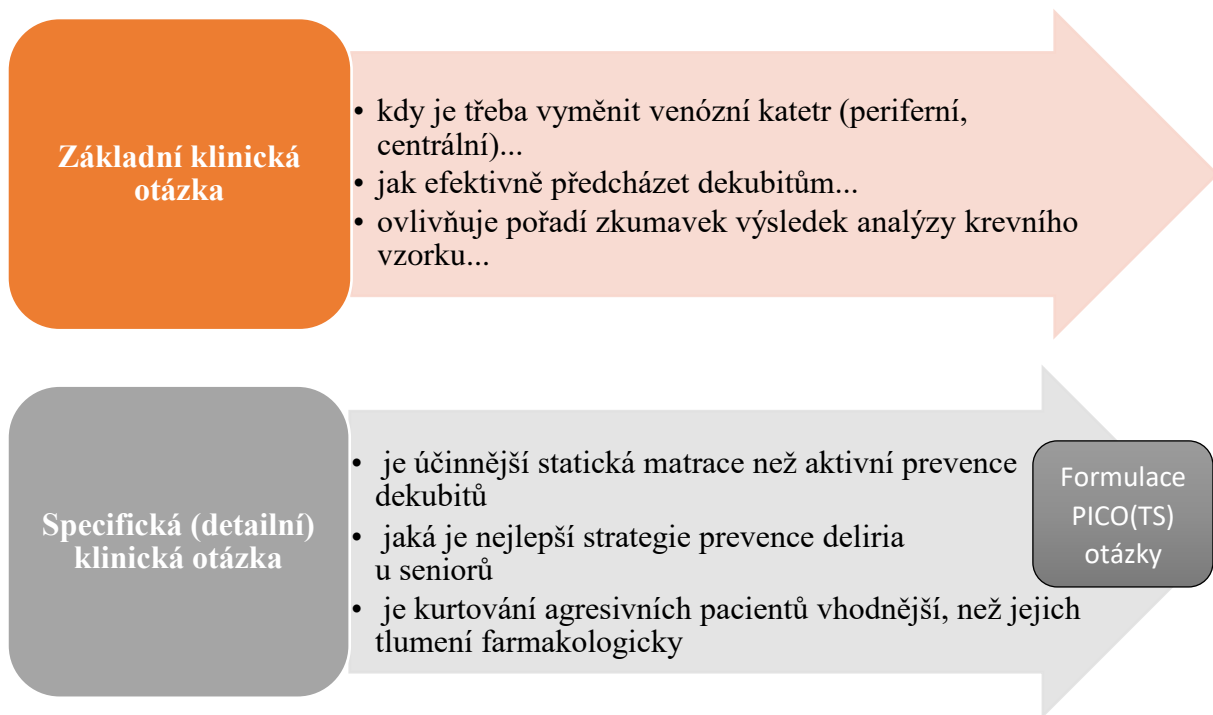 Základní klinická
otázka
• kdy je třeba vyměnit venózní katetr (periferní,
centrální)...
• jak efektivně předcházet dekubitům...
• ovlivňuje pořadí zkumavek výsledek analýzy krevního
vzorku...
Specifická (detailní)
klinická otázka
• je účinnější statická matrace než aktivní prevence
dekubitů
• jaká je nejlepší strategie prevence deliria
u seniorů
• je kurtování agresivních pacientů vhodnější, než jejich
tlumení farmakologicky
Formulace
PICO(TS)
otázky